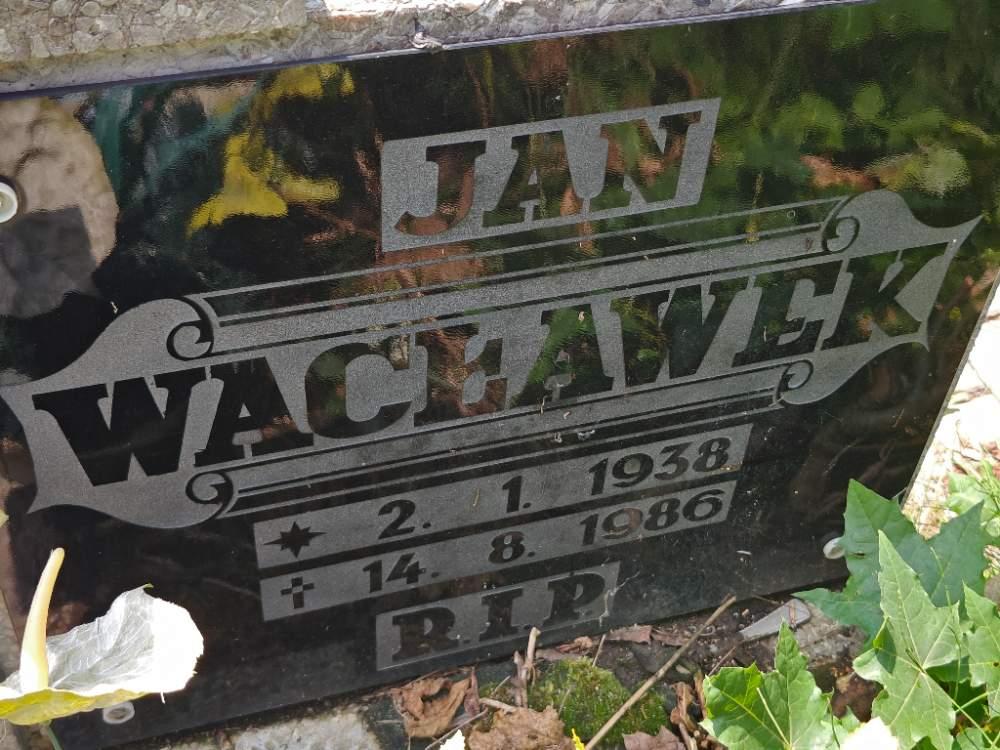 JAN
WACŁAWEK
✶ 2. 1. 1938
✝ 14. 8. 1986
R.I.P.